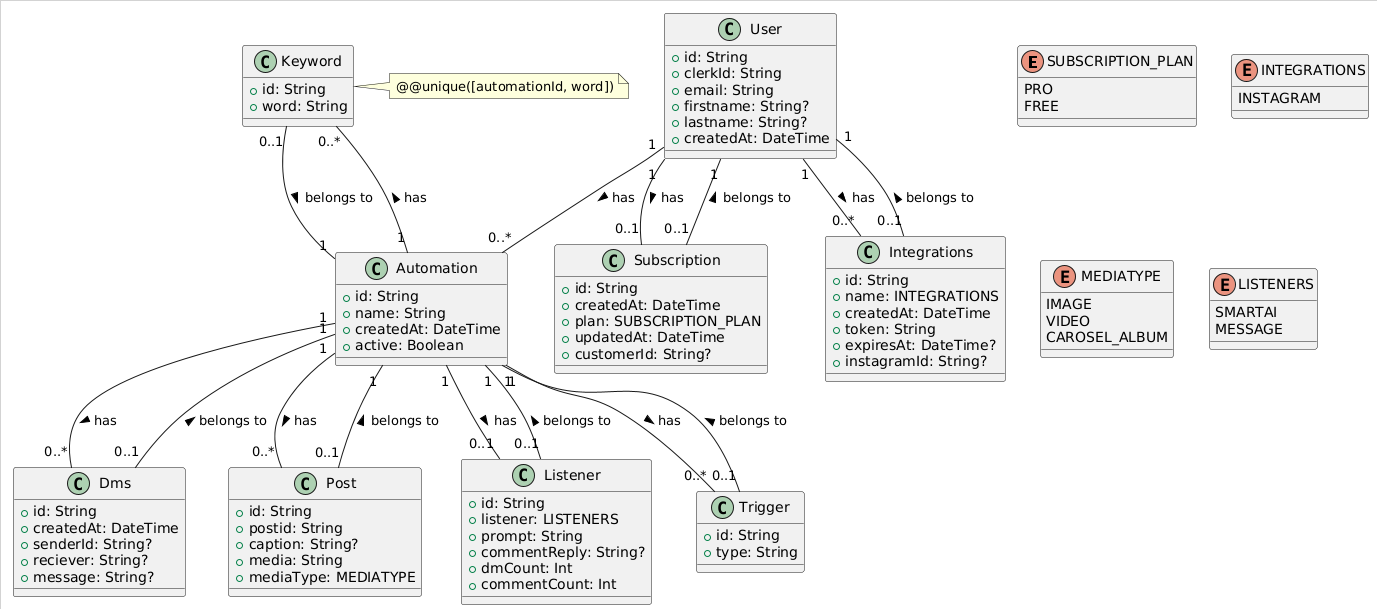 C User
+ id: String
+ clerkId: String
+ email: String
+ firstname: String?
+ lastname: String?
+ createdAt: DateTime
C Keyword
+ id: String
+ word: String
@@unique([automationId, word])
E SUBSCRIPTION_PLAN
PRO
FREE
E INTEGRATIONS
INSTAGRAM
0..1
0..*
1
1
1
1
1
belongs to
has
has
has
belongs to
has
belongs to
1
1
0..*
0..1
0..1
0..*
0..1
C Automation
+ id: String
+ name: String
+ createdAt: DateTime
+ active: Boolean
C Subscription
+ id: String
+ createdAt: DateTime
+ plan: SUBSCRIPTION_PLAN
+ updatedAt: DateTime
+ customerId: String?
C Integrations
+ id: String
+ name: INTEGRATIONS
+ createdAt: DateTime
+ token: String
+ expiresAt: DateTime?
+ instagramId: String?
E MEDIATYPE
IMAGE
VIDEO
CAROSEL_ALBUM
E LISTENERS
SMARTAI
MESSAGE
1
1
1
1
1
1
1
1
has
belongs to
has
belongs to
has
belongs to
has
belongs to
0..*
0..1
0..*
0..1
0..1
0..1
0..*
0..1
C Dms
+ id: String
+ createdAt: DateTime
+ senderId: String?
+ reciever: String?
+ message: String?
C Post
+ id: String
+ postid: String
+ caption: String?
+ media: String
+ mediaType: MEDIATYPE
C Listener
+ id: String
+ listener: LISTENERS
+ prompt: String
+ commentReply: String?
+ dmCount: Int
+ commentCount: Int
C Trigger
+ id: String
+ type: String